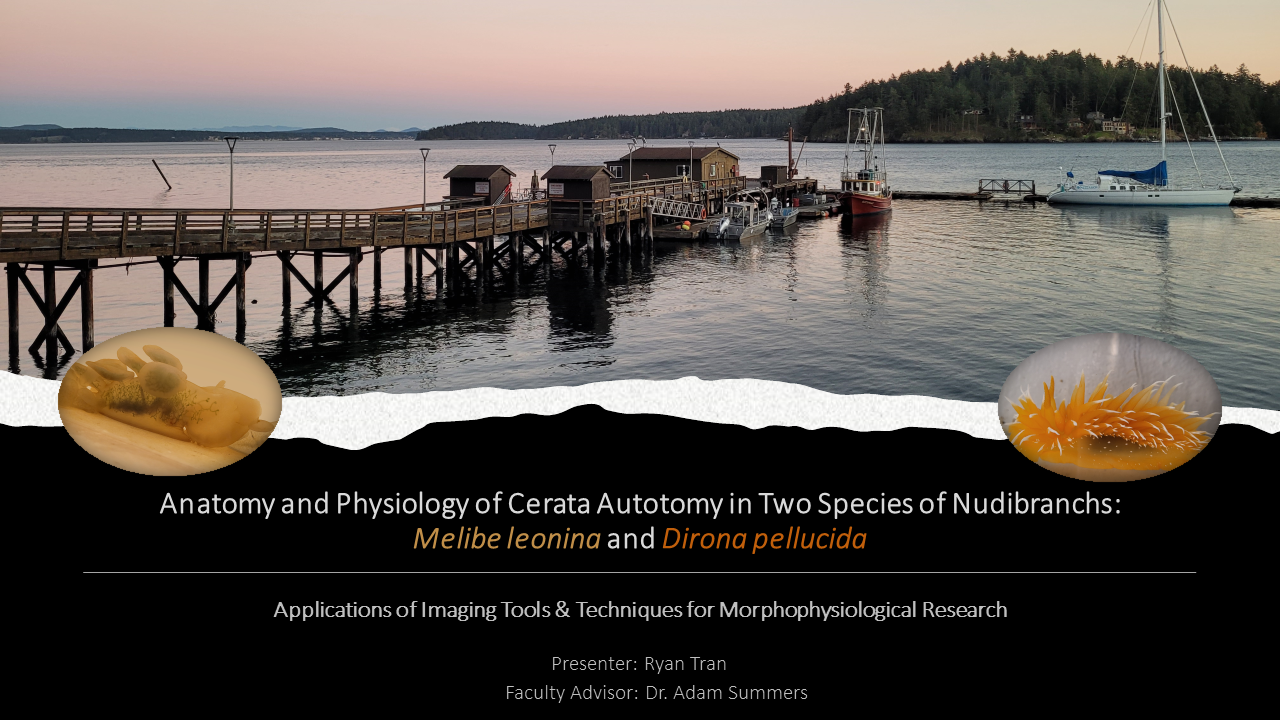 Anatomy and Physiology of Cerata Autotomy in Two Species of Nudibranchs:
Melibe leonina and Dirona pellucida
Applications of Imaging Tools & Techniques for Morphophysiological Research
Presenter: Ryan Tran
Faculty Advisor: Dr. Adam Summers